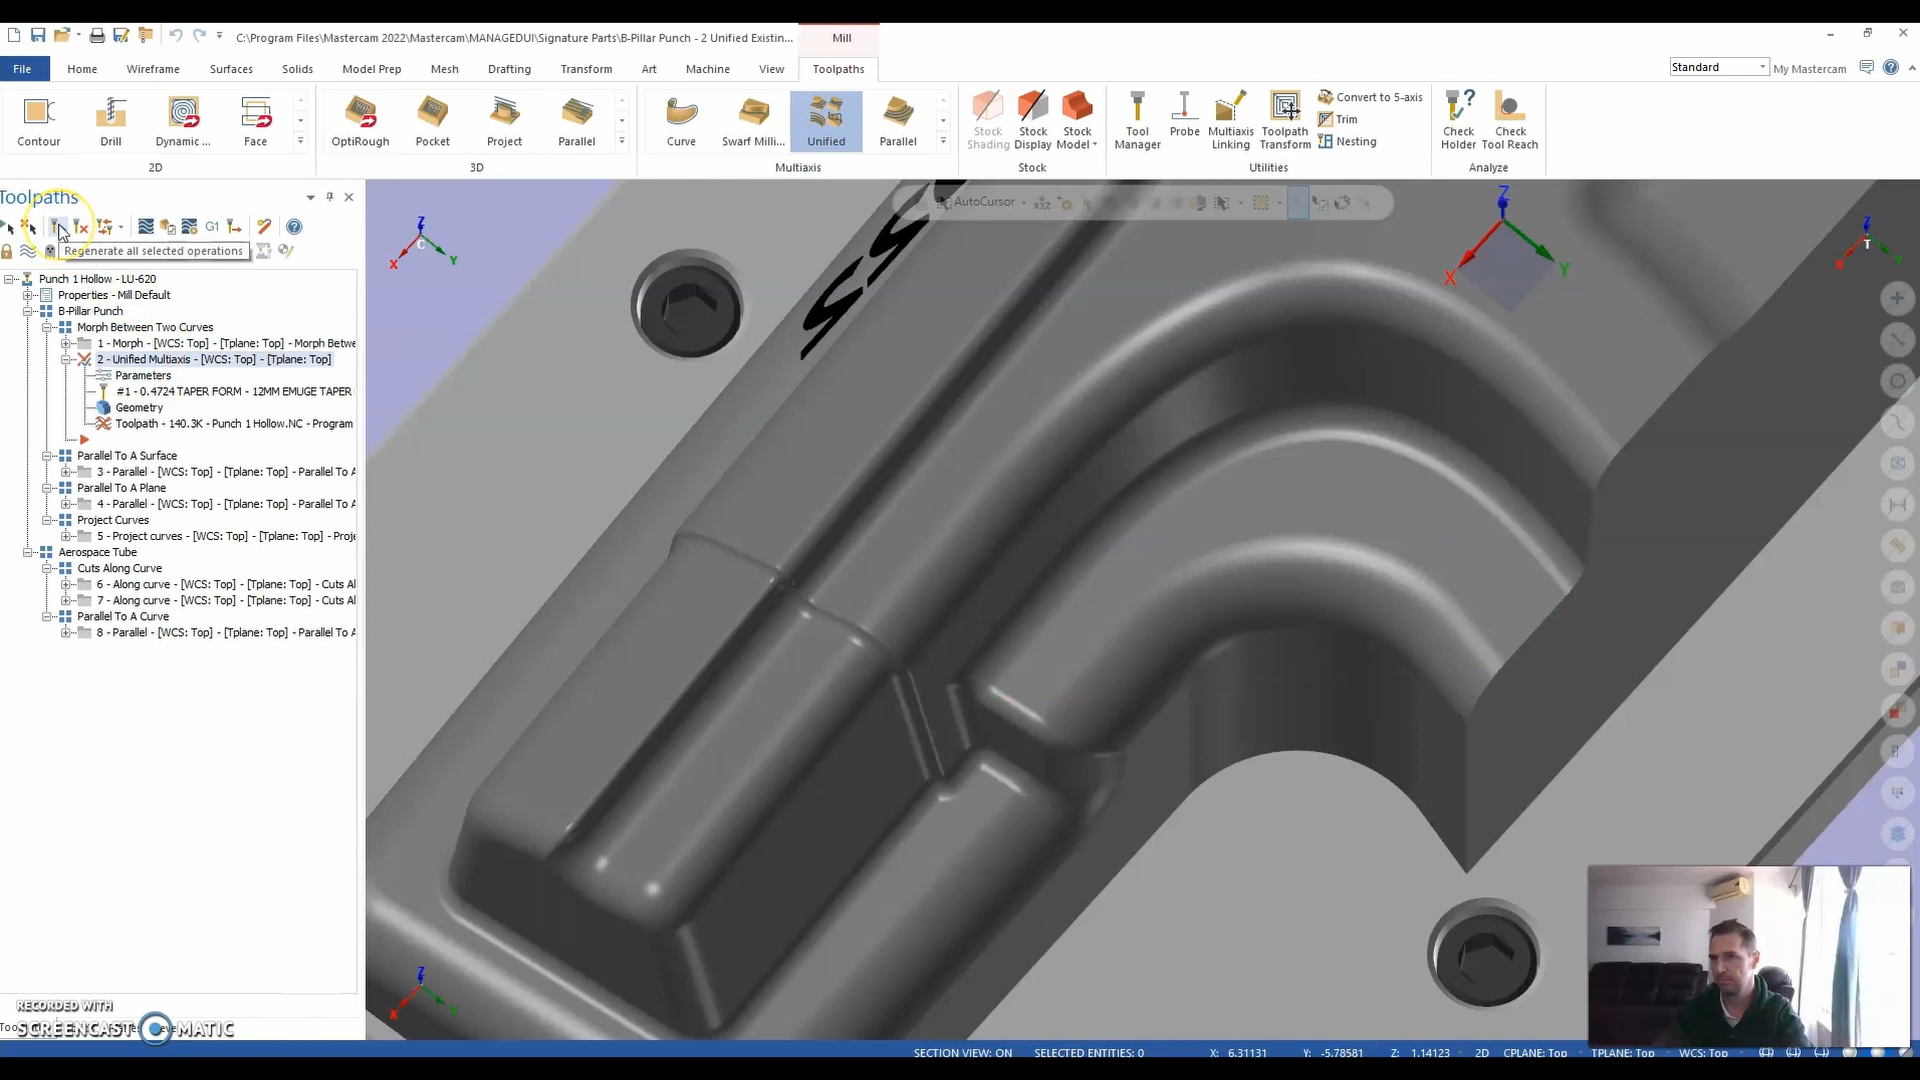 C:\Program Files\Mastercam 2022\Mastercam\MANAGEDUI\Signature Parts\B-Pillar Punch - 2 Unified Existin... Mill
File Home Wireframe Surfaces Solids Model Prep Mesh Drafting Transform Art Machine View Toolpaths Standard My Mastercam
Contour Drill Dynamic ... Face OptiRough Pocket Project Parallel Curve Swarf Milli... Unified Parallel Stock Shading Stock Display Stock Model Tool Manager Probe Multiaxis Linking Toolpath Transform Convert to 5-axis Trim Nesting Check Holder Check Tool Reach
2D 3D Multiaxis Stock Utilities Analyze
Toolpaths
AutoCursor
G1
Regenerate all selected operations
Punch 1 Hollow - LU-620
Properties - Mill Default
B-Pillar Punch
Morph Between Two Curves
1 - Morph - [WCS: Top] - [Tplane: Top] - Morph Betwe
2 - Unified Multiaxis - [WCS: Top] - [Tplane: Top]
Parameters
#1 - 0.4724 TAPER FORM - 12MM EMUGE TAPER
Geometry
Toolpath - 140.3K - Punch 1 Hollow.NC - Program
Parallel To A Surface
3 - Parallel - [WCS: Top] - [Tplane: Top] - Parallel To A
Parallel To A Plane
4 - Parallel - [WCS: Top] - [Tplane: Top] - Parallel To A
Project Curves
5 - Project curves - [WCS: Top] - [Tplane: Top] - Proje
Aerospace Tube
Cuts Along Curve
6 - Along curve - [WCS: Top] - [Tplane: Top] - Cuts Al
7 - Along curve - [WCS: Top] - [Tplane: Top] - Cuts Al
Parallel To A Curve
8 - Parallel - [WCS: Top] - [Tplane: Top] - Parallel To A
Z
C
X Y
Z
X Y
Z
T
X
Z
X Y
RECORDED WITH
SCREENCAST MATIC
SECTION VIEW: ON SELECTED ENTITIES: 0 X: 6.31131 Y: -5.78581 Z: 1.14123 2D CPLANE: Top TPLANE: Top WCS: Top